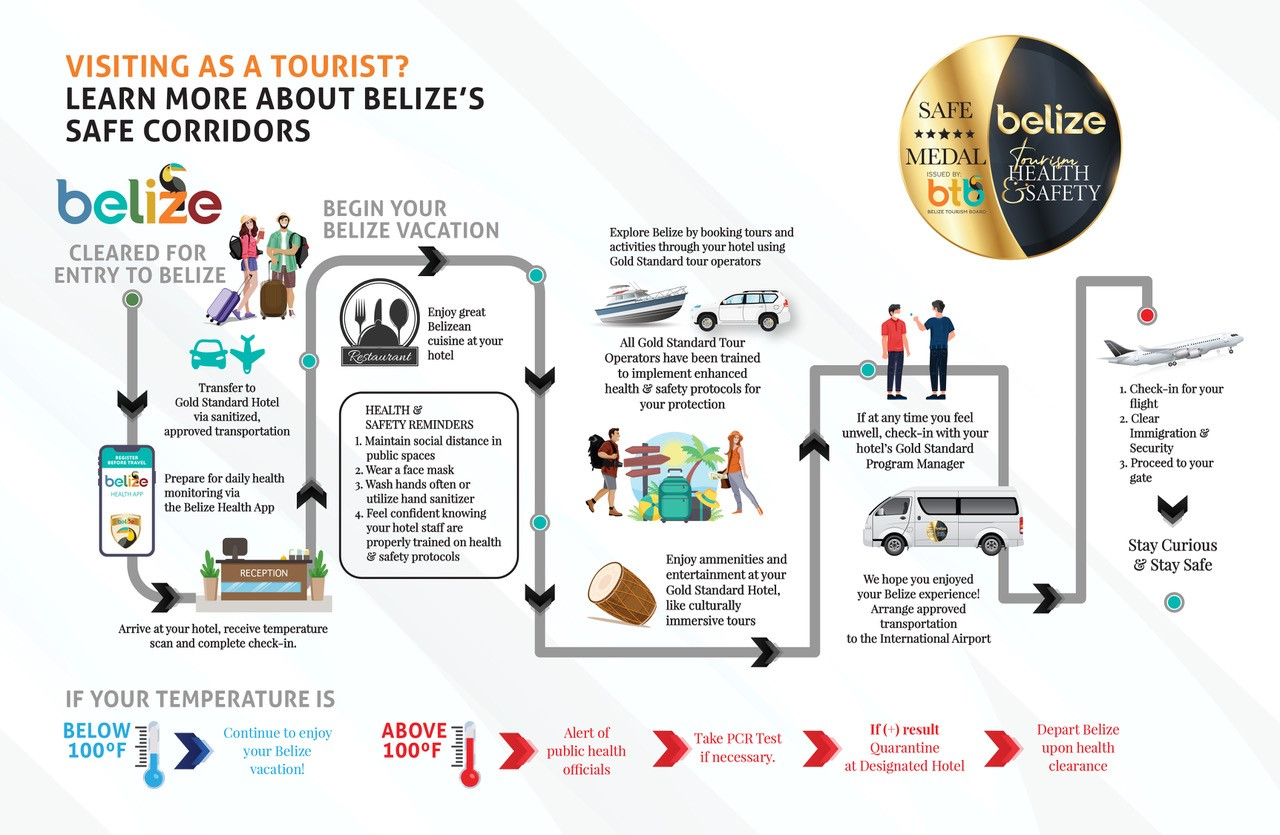 VISITING AS A TOURIST?
LEARN MORE ABOUT BELIZE'S
SAFE CORRIDORS
SAFE
MEDAL
ISSUED BY:
btb
BELIZE TOURISM BOARD
belize
Tourism
HEALTH
& SAFETY
belize
CLEARED FOR
ENTRY TO BELIZE
Transfer to
Gold Standard Hotel
via sanitized,
approved transportation
REGISTER
BEFORE TRAVEL
belize
HEALTH APP
belize
Prepare for daily health
monitoring via
the Belize Health App
RECEPTION
Arrive at your hotel, receive temperature
scan and complete check-in.
BEGIN YOUR
BELIZE VACATION
Restaurant
Enjoy great
Belizean
cuisine at your
hotel
HEALTH &
SAFETY REMINDERS
1. Maintain social distance in
public spaces
2. Wear a face mask
3. Wash hands often or
utilize hand sanitizer
4. Feel confident knowing
your hotel staff are
properly trained on health
& safety protocols
Explore Belize by booking tours and
activities through your hotel using
Gold Standard tour operators
All Gold Standard Tour
Operators have been trained
to implement enhanced
health & safety protocols for
your protection
Enjoy ammenities and
entertainment at your
Gold Standard Hotel,
like culturally
immersive tours
If at any time you feel
unwell, check-in with your
hotel's Gold Standard
Program Manager
belize
We hope you enjoyed
your Belize experience!
Arrange approved
transportation
to the International Airport
1. Check-in for your
flight
2. Clear
Immigration &
Security
3. Proceed to your
gate
Stay Curious
& Stay Safe
IF YOUR TEMPERATURE IS
BELOW
100ºF
Continue to enjoy
your Belize
vacation!
ABOVE
100ºF
Alert of
public health
officials
Take PCR Test
if necessary.
If (+) result
Quarantine
at Designated Hotel
Depart Belize
upon health
clearance